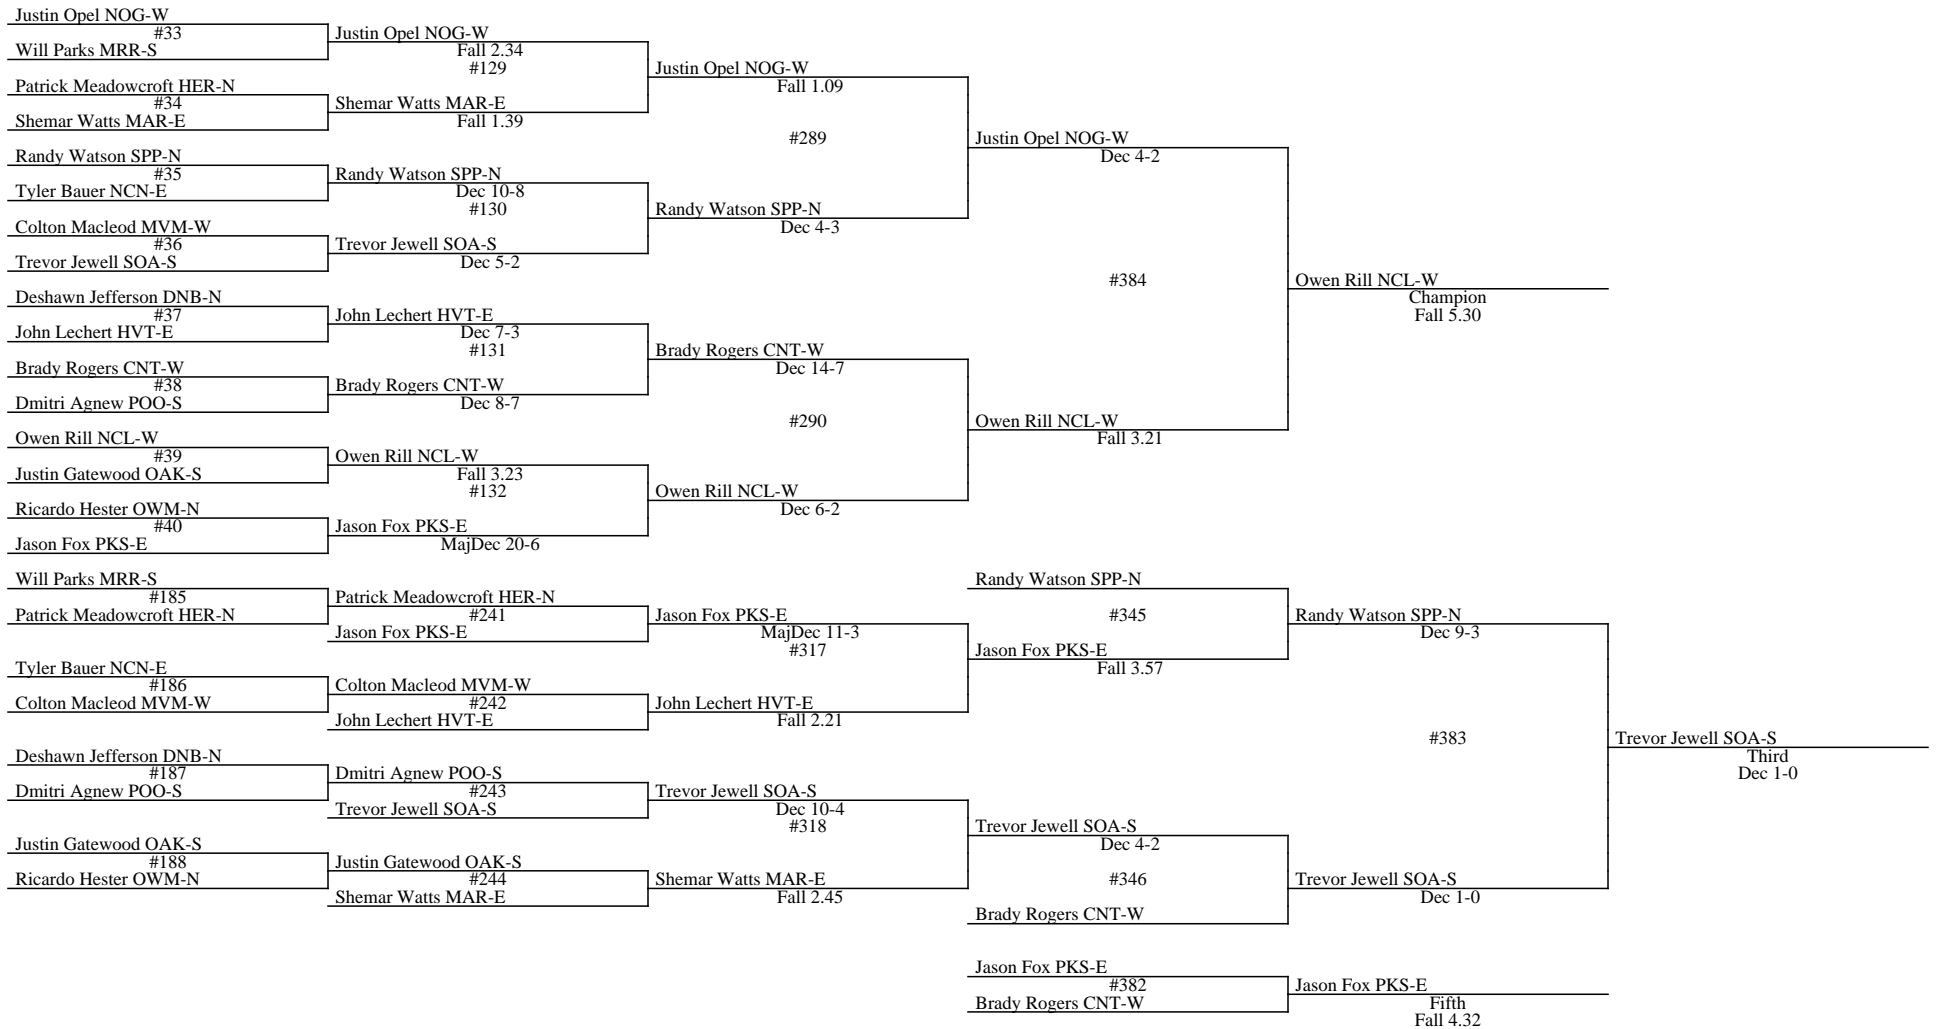 Justin Opel NOG-W
#33
Will Parks MRR-S
Patrick Meadowcroft HER-N
#34
Shemar Watts MAR-E
Randy Watson SPP-N
#35
Tyler Bauer NCN-E
Colton Macleod MVM-W
#36
Trevor Jewell SOA-S
Deshawn Jefferson DNB-N
#37
John Lechert HVT-E
Brady Rogers CNT-W
#38
Dmitri Agnew POO-S
Owen Rill NCL-W
#39
Justin Gatewood OAK-S
Ricardo Hester OWM-N
#40
Jason Fox PKS-E
Justin Opel NOG-W
Fall 2.34
#129
Shemar Watts MAR-E
Fall 1.39
Randy Watson SPP-N
Dec 10-8
#130
Trevor Jewell SOA-S
Dec 5-2
John Lechert HVT-E
Dec 7-3
#131
Brady Rogers CNT-W
Dec 8-7
Owen Rill NCL-W
Fall 3.23
#132
Jason Fox PKS-E
MajDec 20-6
Justin Opel NOG-W
Fall 1.09
#289
Randy Watson SPP-N
Dec 4-3
Brady Rogers CNT-W
Dec 14-7
#290
Owen Rill NCL-W
Dec 6-2
Justin Opel NOG-W
Dec 4-2
#384
Owen Rill NCL-W
Fall 3.21
Owen Rill NCL-W
Champion
Fall 5.30
Will Parks MRR-S
#185
Patrick Meadowcroft HER-N
Tyler Bauer NCN-E
#186
Colton Macleod MVM-W
Deshawn Jefferson DNB-N
#187
Dmitri Agnew POO-S
Justin Gatewood OAK-S
#188
Ricardo Hester OWM-N
Patrick Meadowcroft HER-N
#241
Jason Fox PKS-E
Colton Macleod MVM-W
#242
John Lechert HVT-E
Dmitri Agnew POO-S
#243
Trevor Jewell SOA-S
Justin Gatewood OAK-S
#244
Shemar Watts MAR-E
Jason Fox PKS-E
MajDec 11-3
#317
John Lechert HVT-E
Fall 2.21
Trevor Jewell SOA-S
Dec 10-4
#318
Shemar Watts MAR-E
Fall 2.45
Randy Watson SPP-N
#345
Jason Fox PKS-E
Fall 3.57
Trevor Jewell SOA-S
Dec 4-2
#346
Brady Rogers CNT-W
Randy Watson SPP-N
Dec 9-3
#383
Trevor Jewell SOA-S
Dec 1-0
Trevor Jewell SOA-S
Third
Dec 1-0
Jason Fox PKS-E
#382
Brady Rogers CNT-W
Jason Fox PKS-E
Fifth
Fall 4.32